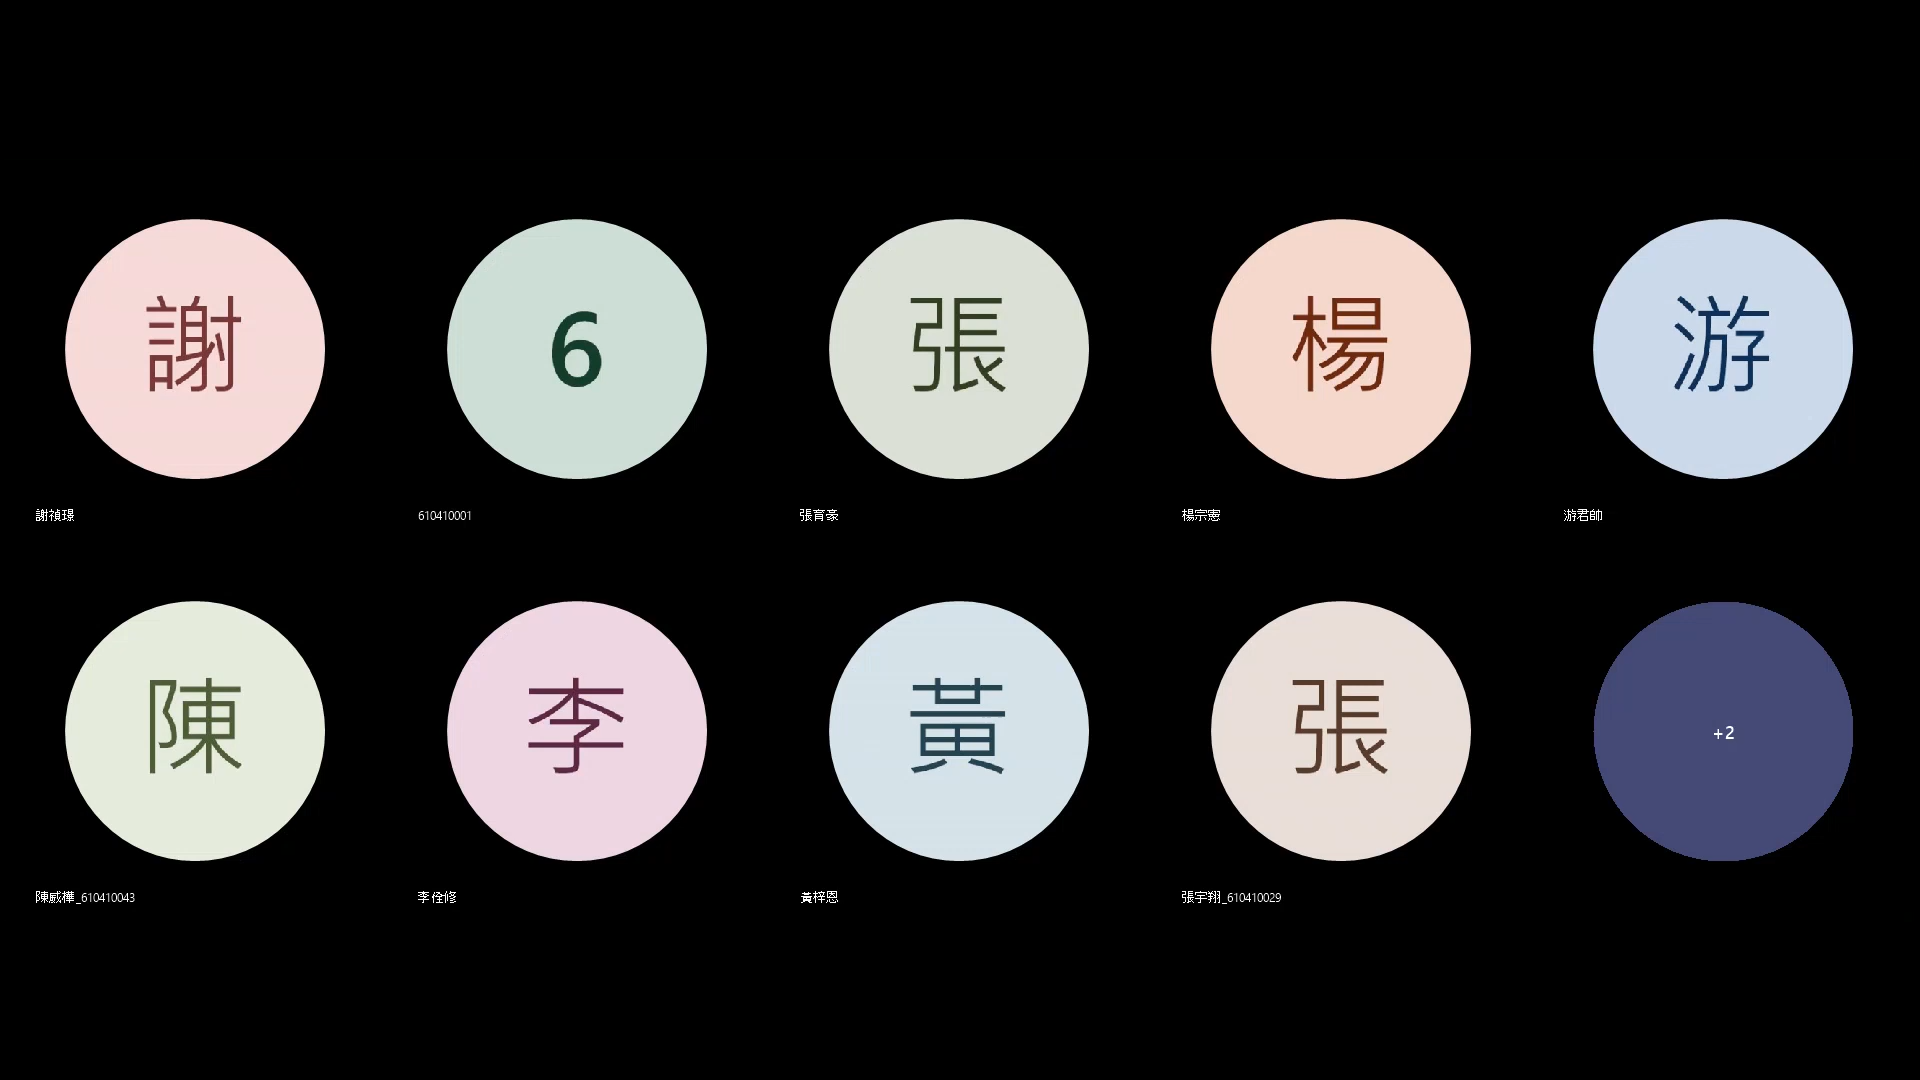 謝
6
張
楊
游
謝禎璟
610410001
張育豪
楊宗憲
游君帥
陳
李
黃
張
+2
陳威樺_610410043
李佺修
黃梓恩
張宇翔_610410029